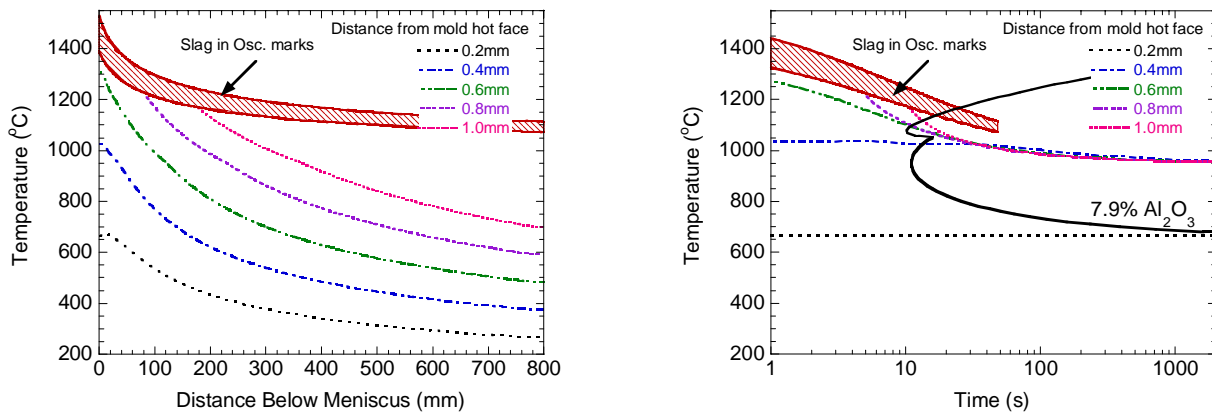 1400
1200
1000
800
600
400
200
Temperature (°C)
0 100 200 300 400 500 600 700 800
Distance Below Meniscus (mm)
Slag in Osc. marks
Distance from mold hot face
0.2mm
0.4mm
0.6mm
0.8mm
1.0mm
1400
1200
1000
800
600
400
200
Temperature (°C)
1 10 100 1000
Time (s)
Slag in Osc. marks
Distance from mold hot face
0.2mm
0.4mm
0.6mm
0.8mm
1.0mm
7.9% Al₂O₃